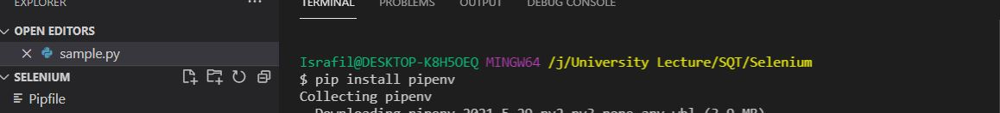 EXPLORER
...
TERMINAL PROBLEMS OUTPUT DEBUG CONSOLE
OPEN EDITORS
sample.py
SELENIUM
Pipfile
Israfil@DESKTOP-K8H5OEQ MINGW64 /j/University Lecture/SQT/Selenium
$ pip install pipenv
Collecting pipenv
Downloading pipenv-2021.5.29-py2.py3-none-any.whl (3.9 MB)